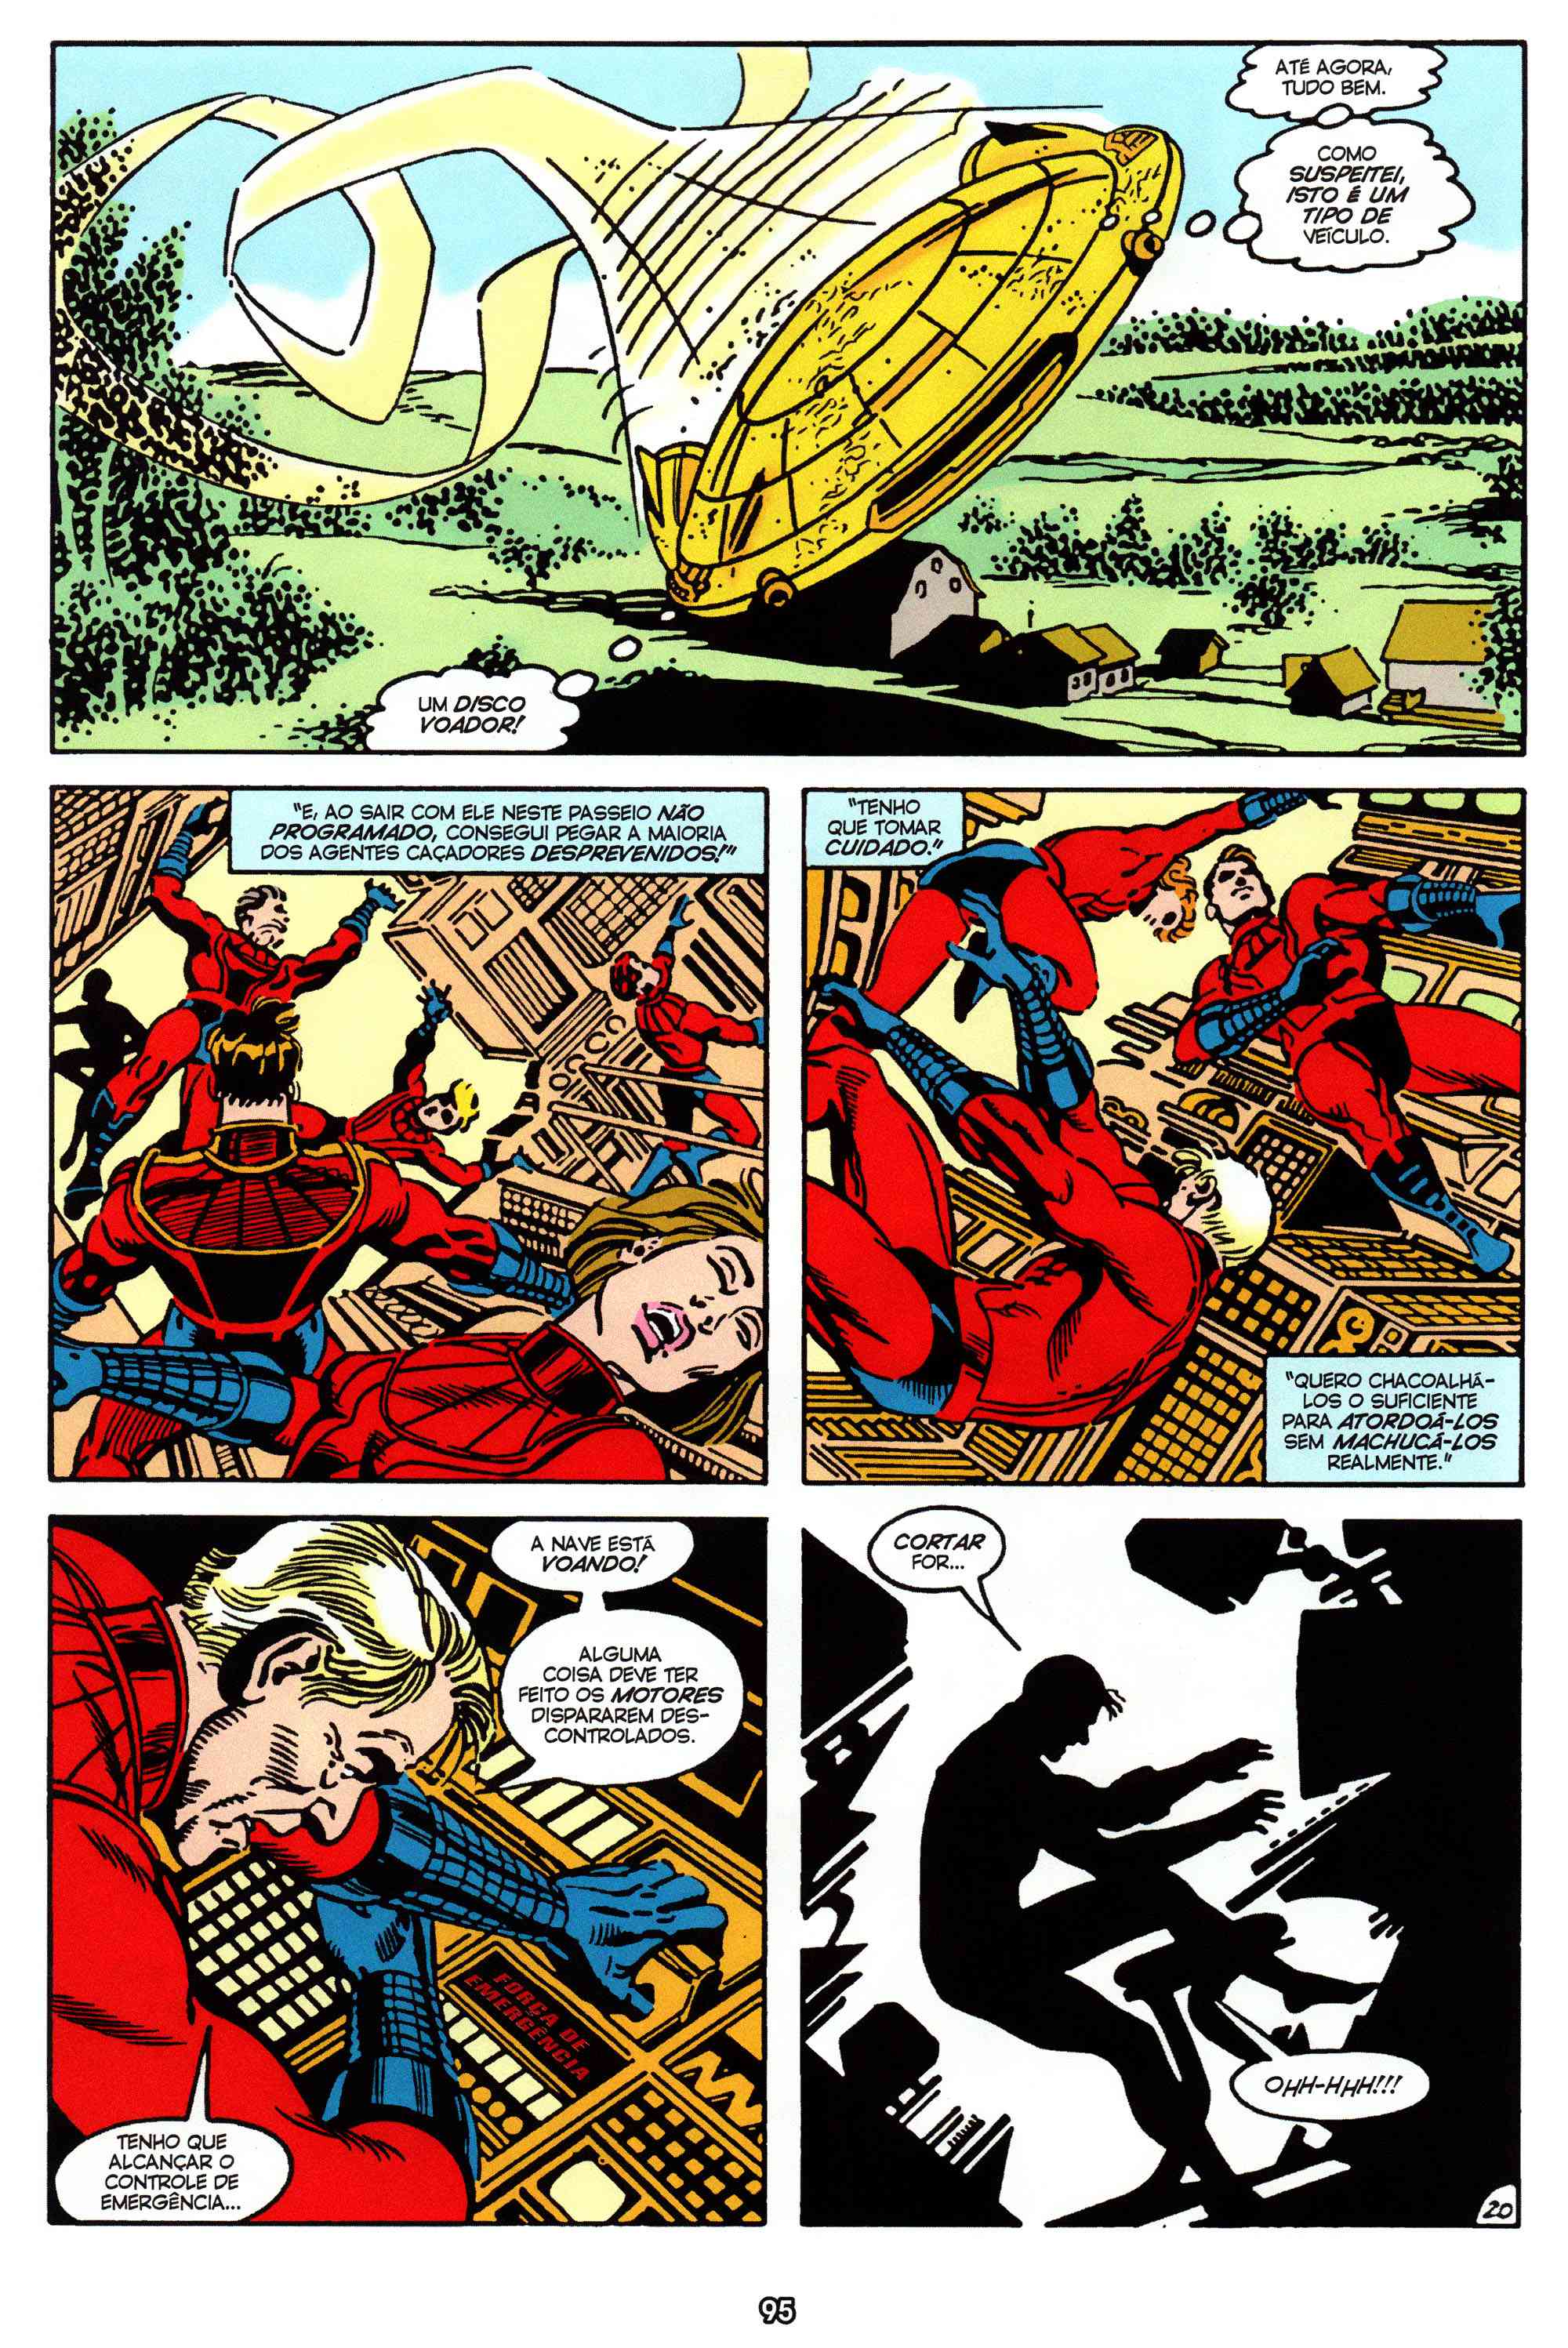 ATÉ AGORA,
TUDO BEM.
COMO
SUSPEITEI,
ISTO É UM
TIPO DE
VEÍCULO.
UM DISCO
VOADOR!
"E, AO SAIR COM ELE NESTE PASSEIO NÃO
PROGRAMADO, CONSEGUI PEGAR A MAIORIA
DOS AGENTES CAÇADORES DESPREVENIDOS!"
"TENHO
QUE TOMAR
CUIDADO."
"QUERO CHACOALHÁ-
LOS O SUFICIENTE
PARA ATORDOÁ-LOS
SEM MACHUCÁ-LOS
REALMENTE."
A NAVE ESTÁ
VOANDO!
ALGUMA
COISA DEVE TER
FEITO OS MOTORES
DISPARAREM DES-
CONTROLADOS.
FORÇA DE
EMERGÊNCIA
TENHO QUE
ALCANÇAR O
CONTROLE DE
EMERGÊNCIA...
CORTAR
FOR...
OHH-HHH!!!
20
95